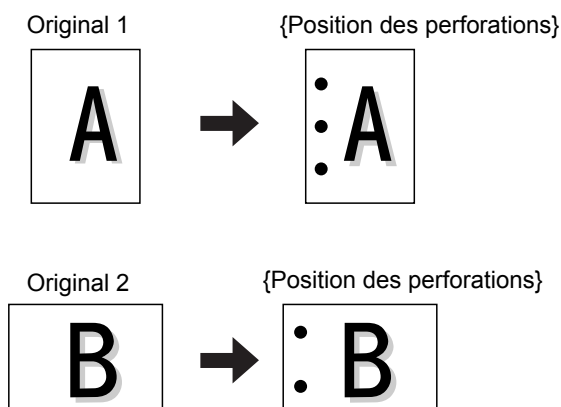 Original 1 {Position des perforations}
A A
Original 2 {Position des perforations}
B B